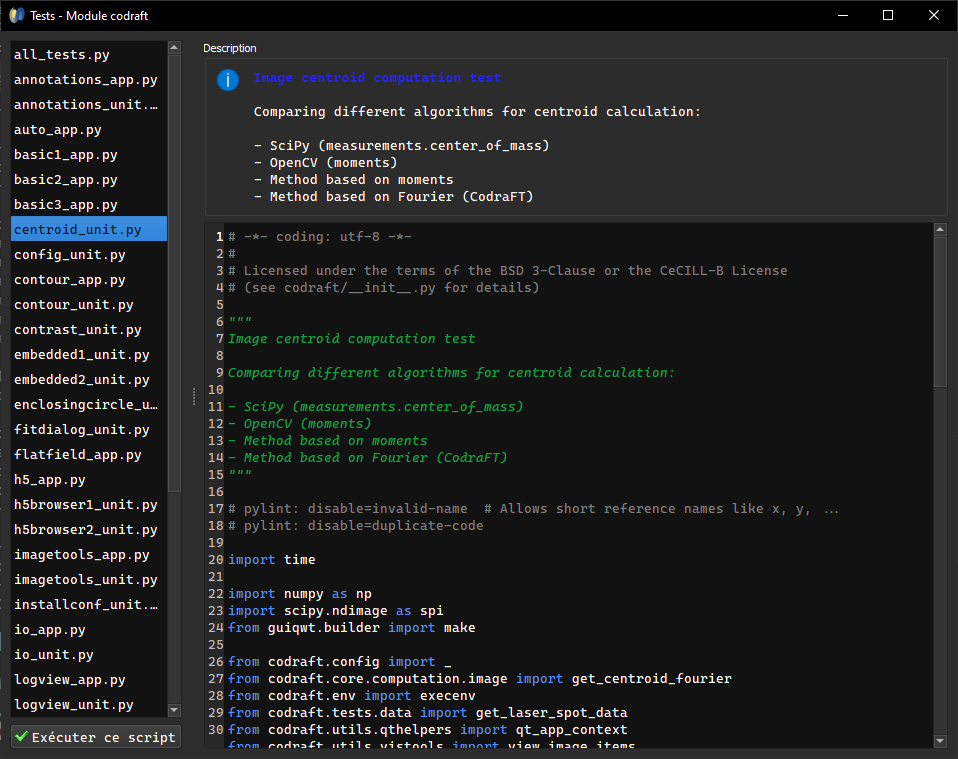 Tests - Module codraft
all_tests.py
annotations_app.py
annotations_unit.…
auto_app.py
basic1_app.py
basic2_app.py
basic3_app.py
centroid_unit.py
config_unit.py
contour_app.py
contour_unit.py
contrast_unit.py
embedded1_unit.py
embedded2_unit.py
enclosingcircle_u…
fitdialog_unit.py
flatfield_app.py
h5_app.py
h5browser1_unit.py
h5browser2_unit.py
imagetools_app.py
imagetools_unit.py
installconf_unit.…
io_app.py
io_unit.py
logview_app.py
logview_unit.py
Exécuter ce script
Description
Image centroid computation test
Comparing different algorithms for centroid calculation:
- SciPy (measurements.center_of_mass)
- OpenCV (moments)
- Method based on moments
- Method based on Fourier (CodraFT)
1 # -*- coding: utf-8 -*-
2 #
3 # Licensed under the terms of the BSD 3-Clause or the CeCILL-B License
4 # (see codraft/__init__.py for details)
5
6 """
7 Image centroid computation test
8
9 Comparing different algorithms for centroid calculation:
10
11 - SciPy (measurements.center_of_mass)
12 - OpenCV (moments)
13 - Method based on moments
14 - Method based on Fourier (CodraFT)
15 """
16
17 # pylint: disable=invalid-name  # Allows short reference names like x, y, ...
18 # pylint: disable=duplicate-code
19
20 import time
21
22 import numpy as np
23 import scipy.ndimage as spi
24 from guiqwt.builder import make
25
26 from codraft.config import _
27 from codraft.core.computation.image import get_centroid_fourier
28 from codraft.env import execenv
29 from codraft.tests.data import get_laser_spot_data
30 from codraft.utils.qthelpers import qt_app_context
from codraft.utils.vistools import view_image_items